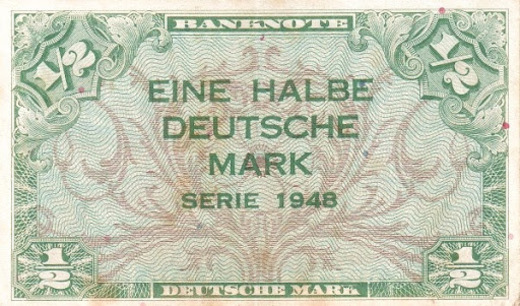 BANKNOTE
1/2 1/2
EINE HALBE
DEUTSCHE
MARK
SERIE 1948
1/2 1/2
DEUTSCHE MARK